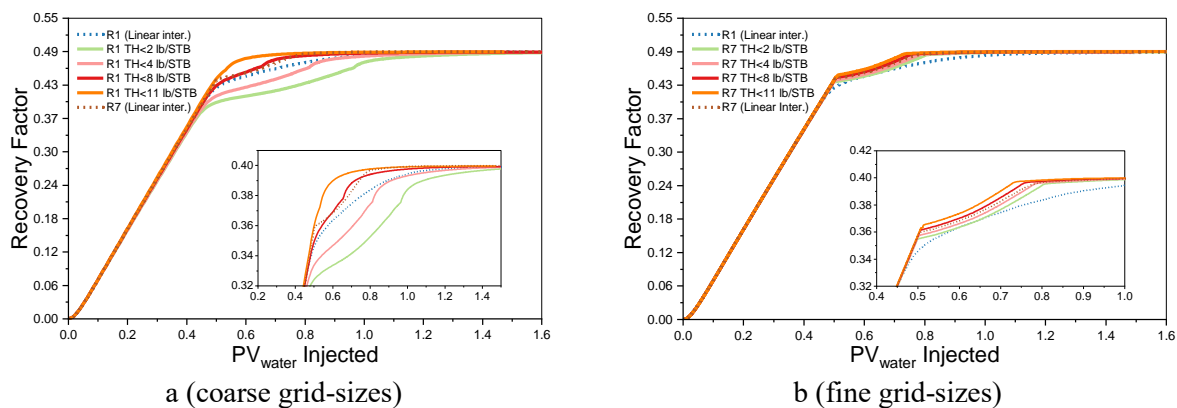 0.55
0.49
0.43
0.37
0.30
0.24
0.18
0.12
0.06
0.00
Recovery Factor
R1 (Linear inter.)
R1 TH<2 lb/STB
R1 TH<4 lb/STB
R1 TH<8 lb/STB
R1 TH<11 lb/STB
R7 (Linear inter.)
0.40
0.38
0.36
0.34
0.32
0.2 0.4 0.6 0.8 1.0 1.2 1.4
0.0 0.2 0.4 0.6 0.8 1.0 1.2 1.4 1.6
PVwater Injected
a (coarse grid-sizes)
0.55
0.49
0.43
0.37
0.30
0.24
0.18
0.12
0.06
0.00
Recovery Factor
R1 (Linear inter.)
R7 TH<2 lb/STB
R7 TH<4 lb/STB
R7 TH<8 lb/STB
R7 TH<11 lb/STB
R7 (Linear Inter.)
0.42
0.40
0.38
0.36
0.34
0.32
0.4 0.5 0.6 0.7 0.8 0.9 1.0
0.0 0.2 0.4 0.6 0.8 1.0 1.2 1.4 1.6
PVwater Injected
b (fine grid-sizes)